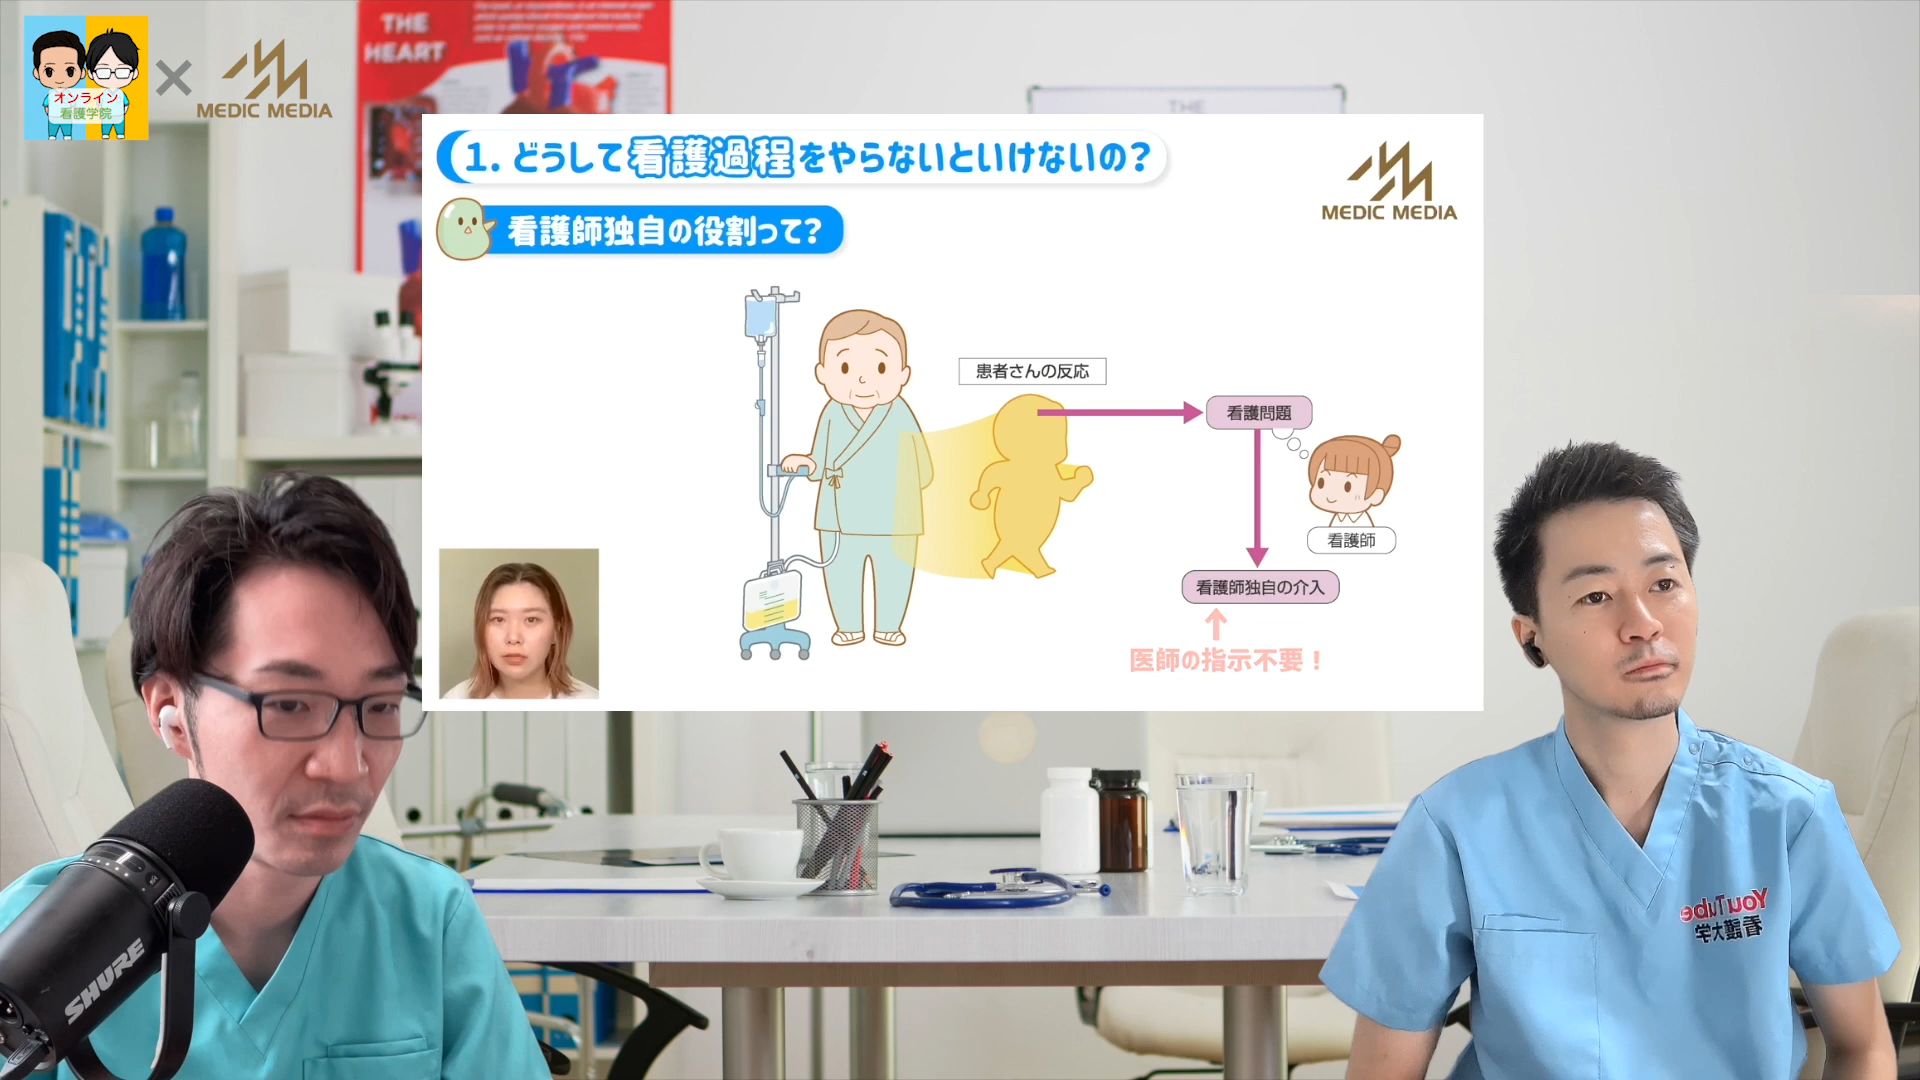 オンライン
看護学院
×
MEDIC MEDIA
THE
HEART
THE
1. どうして看護過程をやらないといけないの?
MEDIC MEDIA
看護師独自の役割って?
患者さんの反応
看護問題
看護師
看護師独自の介入
医師の指示不要!
SHURE
YouTube
看護大学